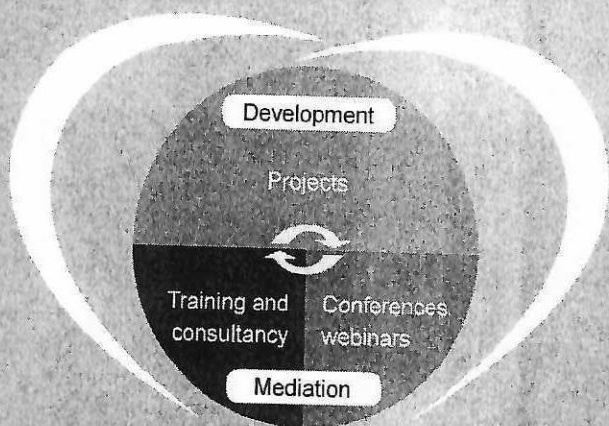 Development
Projects
Training and
consultancy
Conferences
webinars
Mediation